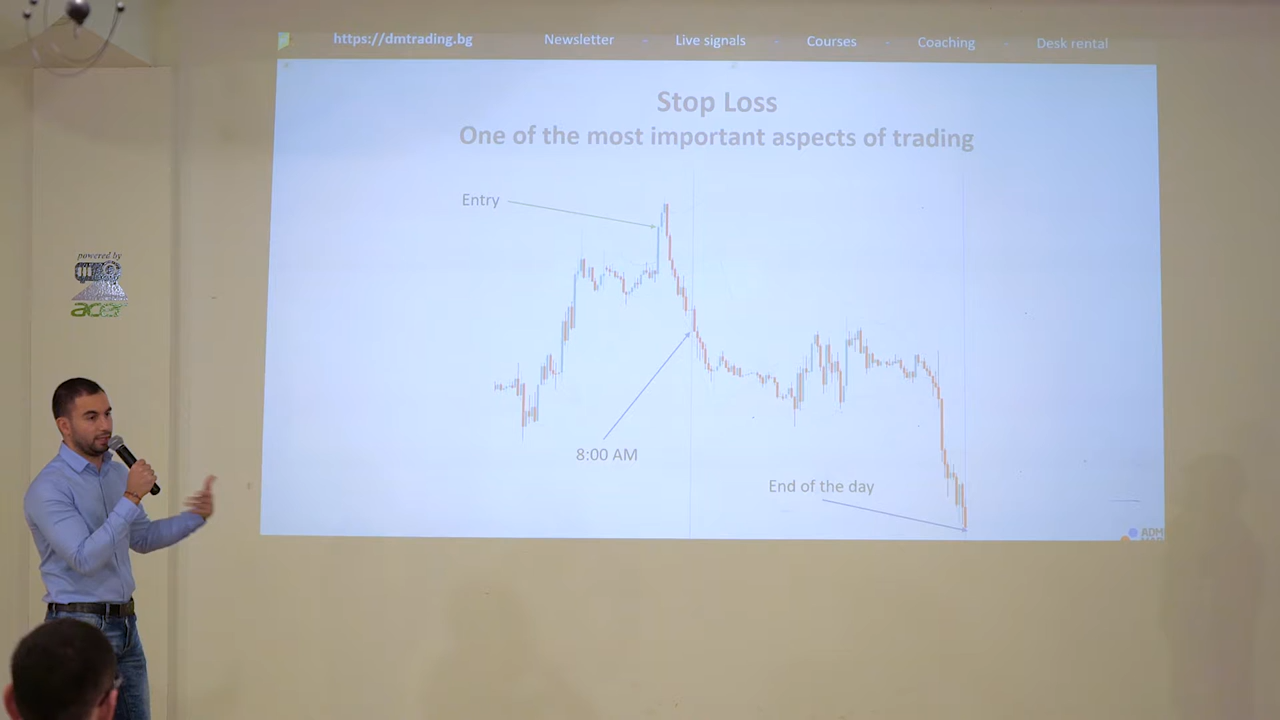 https://dmtrading.bg Newsletter - Live signals - Courses - Coaching - Desk rental
Stop Loss
One of the most important aspects of trading
Entry
powered by
acer
8:00 AM
End of the day
ADM